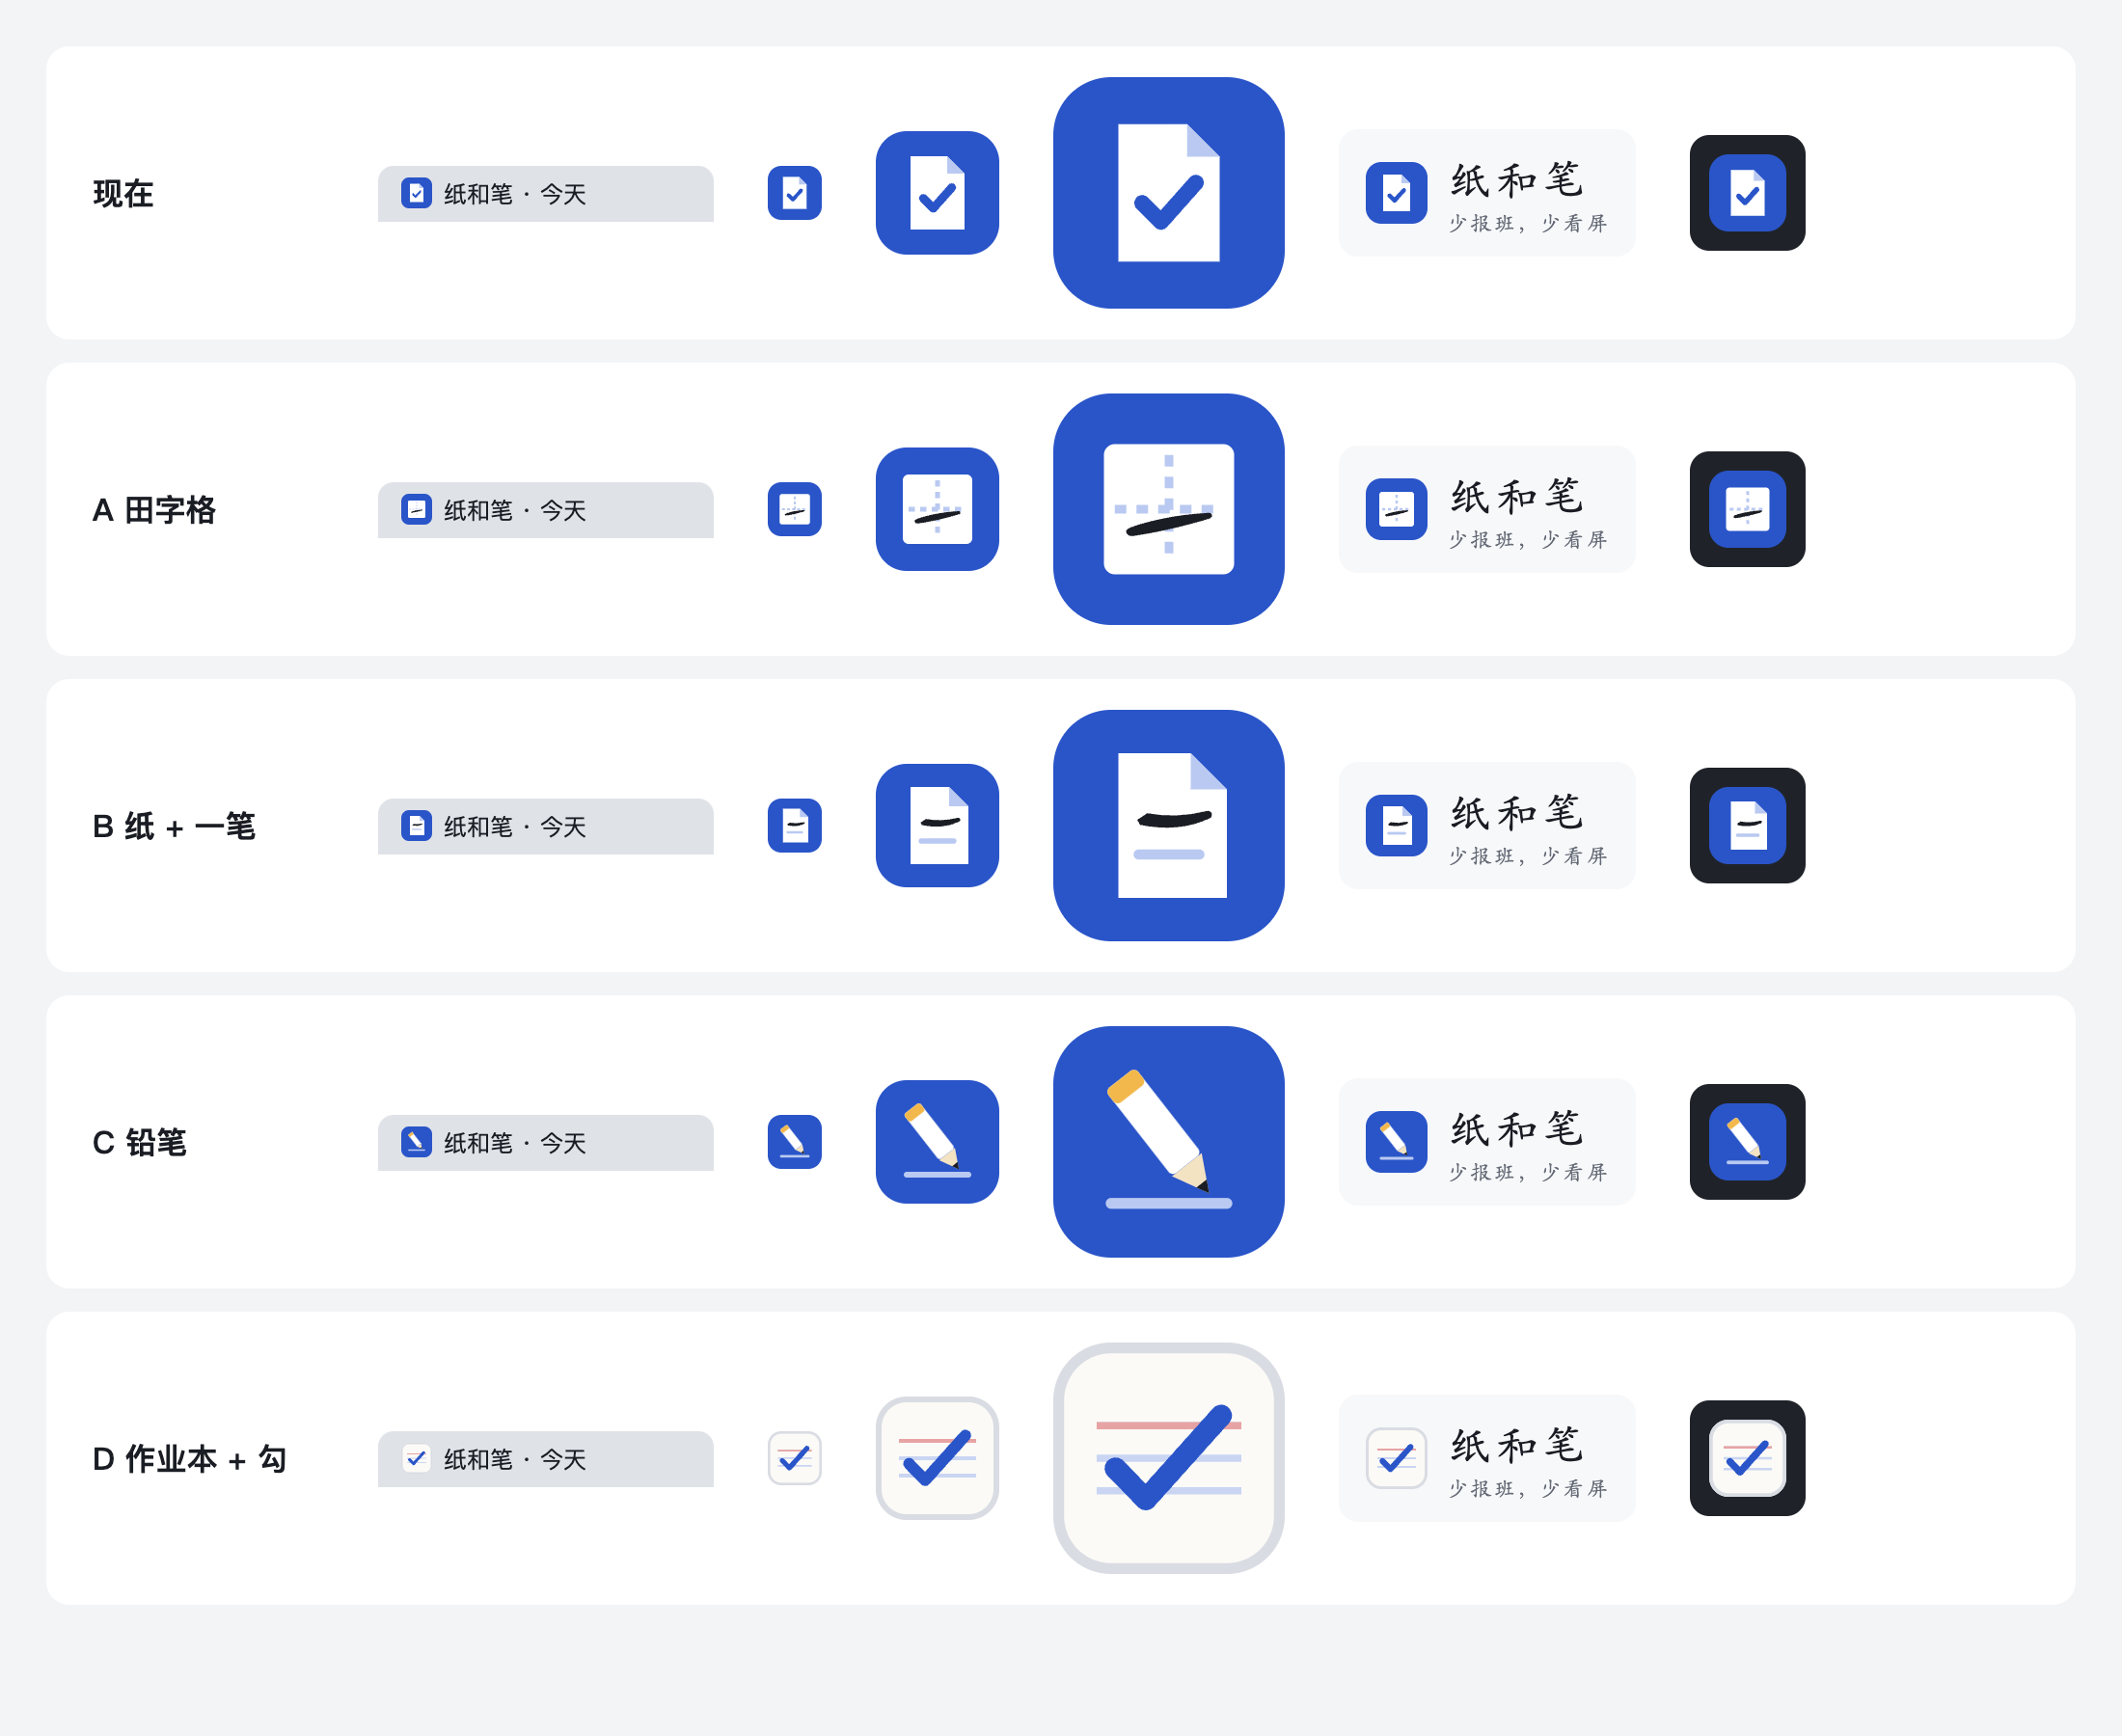 现在
纸和笔 · 今天
纸和笔
少报班，少看屏
A 田字格
纸和笔 · 今天
纸和笔
少报班，少看屏
B 纸 + 一笔
纸和笔 · 今天
纸和笔
少报班，少看屏
C 铅笔
纸和笔 · 今天
纸和笔
少报班，少看屏
D 作业本 + 勾
纸和笔 · 今天
纸和笔
少报班，少看屏